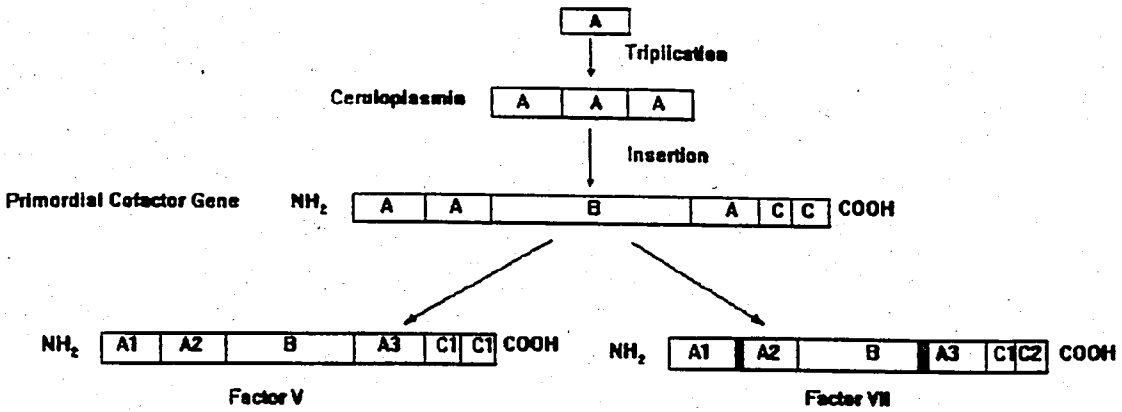 A
Triplication
Ceruloplasmin A A A
Insertion
Primordial Cofactor Gene NH2 A A B A C C COOH
NH2 A1 A2 B A3 C1 C1 COOH
NH2 A1 A2 B A3 C1 C2 COOH
Factor V
Factor VII